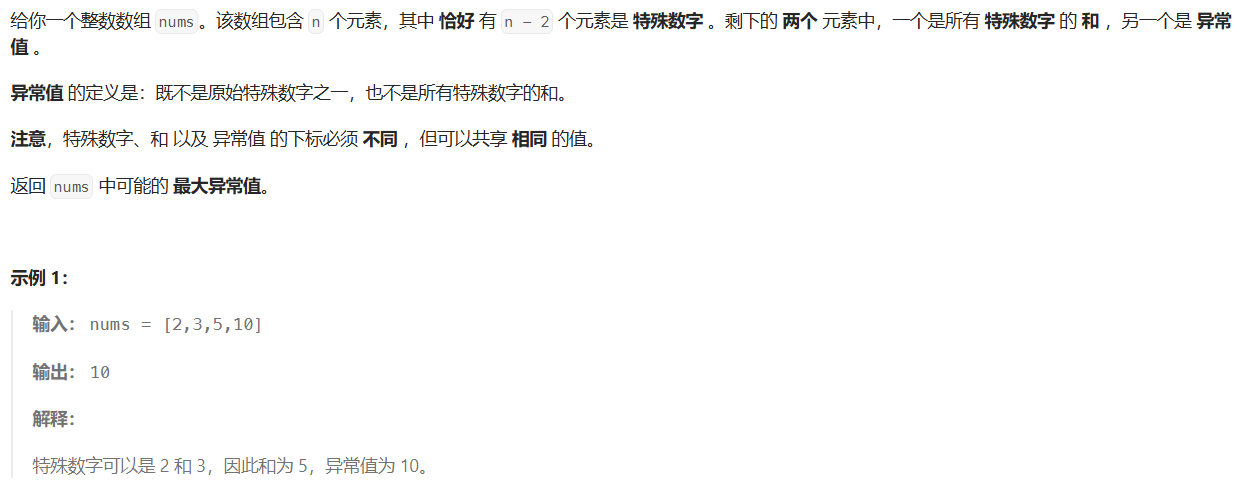 给你一个整数数组 nums。该数组包含 n 个元素，其中 恰好 有 n - 2 个元素是 特殊数字 。剩下的 两个 元素中，一个是所有 特殊数字 的 和 ，另一个是 异常
值 。
异常值 的定义是：既不是原始特殊数字之一，也不是所有特殊数字的和。
注意，特殊数字、和 以及 异常值 的下标必须 不同 ，但可以共享 相同 的值。
返回 nums 中可能的 最大异常值。
示例 1：
输入： nums = [2,3,5,10]
输出： 10
解释：
特殊数字可以是 2 和 3，因此和为 5，异常值为 10。